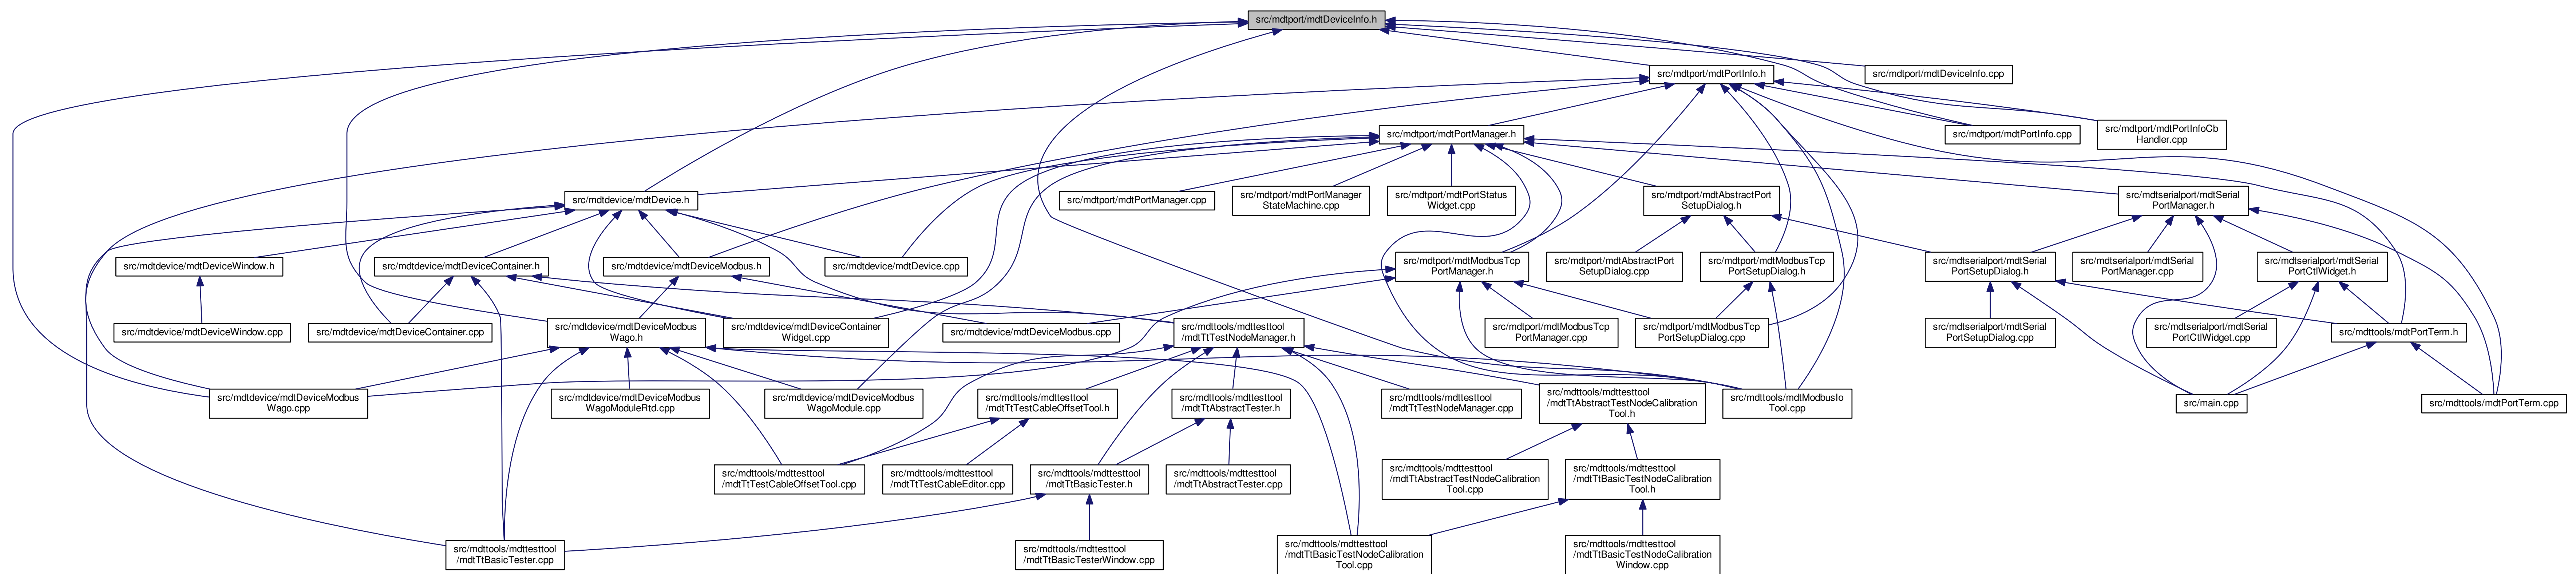 src/mdtport/mdtDeviceInfo.h
src/mdtport/mdtPortInfo.h
src/mdtport/mdtDeviceInfo.cpp
src/mdtport/mdtPortManager.h
src/mdtport/mdtPortInfo.cpp
src/mdtport/mdtPortInfoCb
Handler.cpp
src/mdtdevice/mdtDevice.h
src/mdtport/mdtPortManager.cpp
src/mdtport/mdtPortManager
StateMachine.cpp
src/mdtport/mdtPortStatus
Widget.cpp
src/mdtport/mdtAbstractPort
SetupDialog.h
src/mdtserialport/mdtSerial
PortManager.h
src/mdtdevice/mdtDeviceWindow.h
src/mdtdevice/mdtDeviceContainer.h
src/mdtdevice/mdtDeviceModbus.h
src/mdtdevice/mdtDevice.cpp
src/mdtport/mdtModbusTcp
PortManager.h
src/mdtport/mdtAbstractPort
SetupDialog.cpp
src/mdtport/mdtModbusTcp
PortSetupDialog.h
src/mdtserialport/mdtSerial
PortSetupDialog.h
src/mdtserialport/mdtSerial
PortManager.cpp
src/mdtserialport/mdtSerial
PortCtlWidget.h
src/mdtdevice/mdtDeviceWindow.cpp
src/mdtdevice/mdtDeviceContainer.cpp
src/mdtdevice/mdtDeviceModbus
Wago.h
src/mdtdevice/mdtDeviceContainer
Widget.cpp
src/mdtdevice/mdtDeviceModbus.cpp
src/mdttools/mdttesttool
/mdtTtTestNodeManager.h
src/mdtport/mdtModbusTcp
PortManager.cpp
src/mdtport/mdtModbusTcp
PortSetupDialog.cpp
src/mdtserialport/mdtSerial
PortSetupDialog.cpp
src/mdtserialport/mdtSerial
PortCtlWidget.cpp
src/mdttools/mdtPortTerm.h
src/mdtdevice/mdtDeviceModbus
Wago.cpp
src/mdtdevice/mdtDeviceModbus
WagoModuleRtd.cpp
src/mdtdevice/mdtDeviceModbus
WagoModule.cpp
src/mdttools/mdttesttool
/mdtTtTestCableOffsetTool.h
src/mdttools/mdttesttool
/mdtTtAbstractTester.h
src/mdttools/mdttesttool
/mdtTtTestNodeManager.cpp
src/mdttools/mdttesttool
/mdtTtAbstractTestNodeCalibration
Tool.h
src/mdttools/mdtModbusIo
Tool.cpp
src/main.cpp
src/mdttools/mdtPortTerm.cpp
src/mdttools/mdttesttool
/mdtTtTestCableOffsetTool.cpp
src/mdttools/mdttesttool
/mdtTtTestCableEditor.cpp
src/mdttools/mdttesttool
/mdtTtBasicTester.h
src/mdttools/mdttesttool
/mdtTtAbstractTester.cpp
src/mdttools/mdttesttool
/mdtTtAbstractTestNodeCalibration
Tool.cpp
src/mdttools/mdttesttool
/mdtTtBasicTestNodeCalibration
Tool.h
src/mdttools/mdttesttool
/mdtTtBasicTester.cpp
src/mdttools/mdttesttool
/mdtTtBasicTesterWindow.cpp
src/mdttools/mdttesttool
/mdtTtBasicTestNodeCalibration
Tool.cpp
src/mdttools/mdttesttool
/mdtTtBasicTestNodeCalibration
Window.cpp